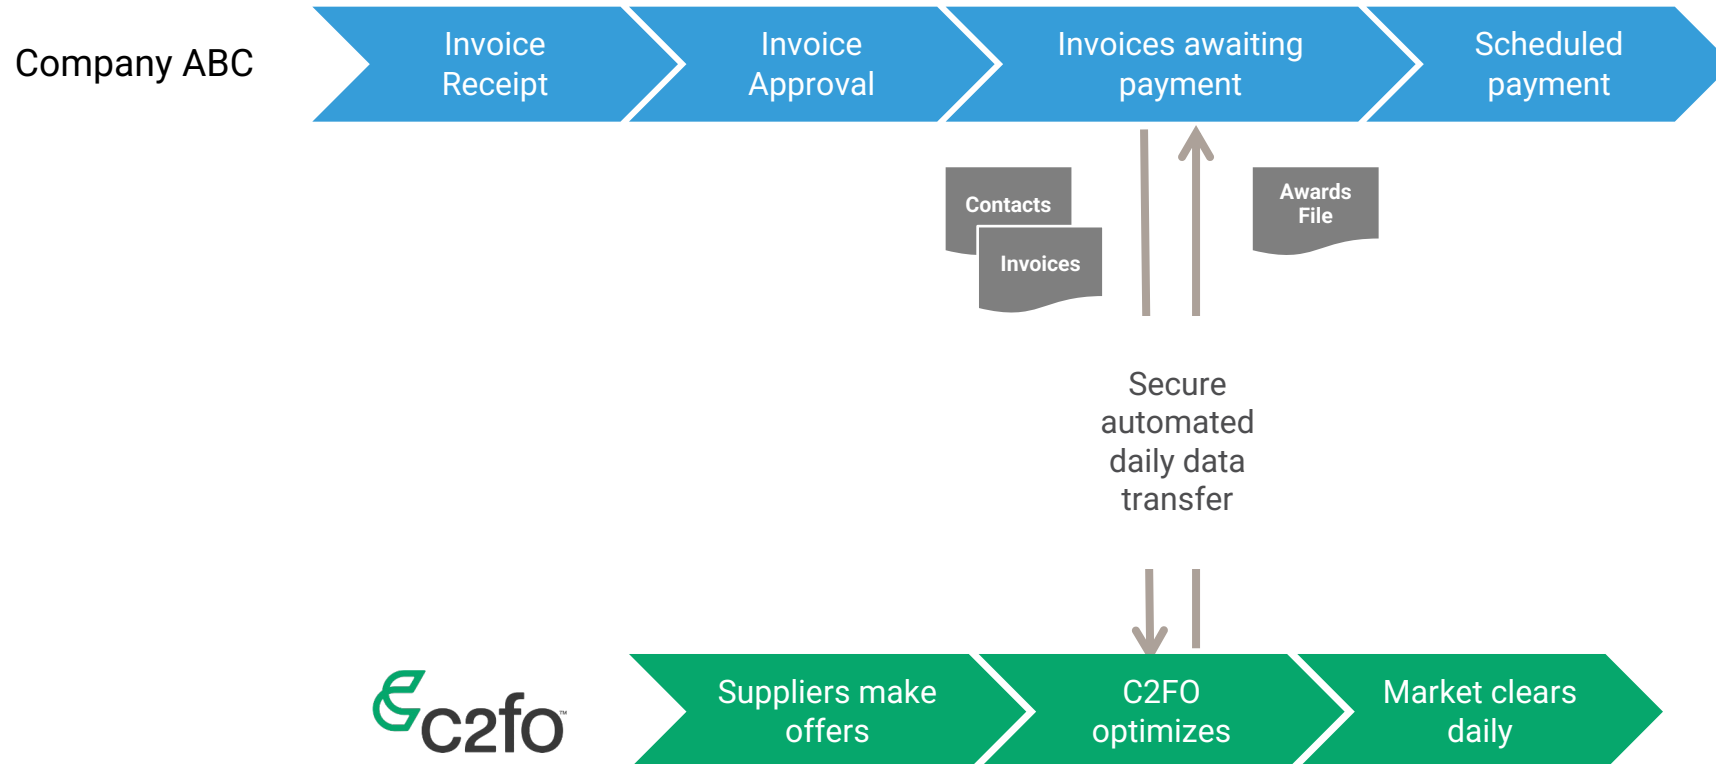 Company ABC
Invoice
Receipt
Invoice
Approval
Invoices awaiting
payment
Scheduled
payment
Contacts
Invoices
Awards
File
Secure
automated
daily data
transfer
c2fo™
Suppliers make
offers
C2FO
optimizes
Market clears
daily